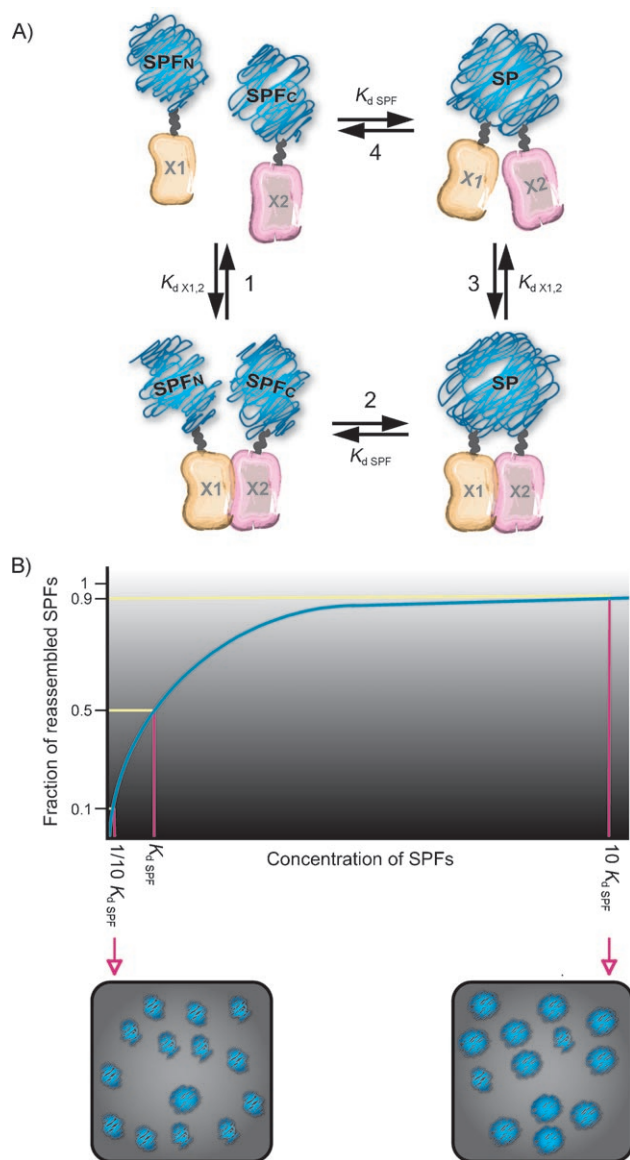 A)
SPFN
SPFC
Kd SPF
4
SP
X1
X2
X1
X2
Kd X1,2
1
3
Kd X1,2
SPFN
SPFC
2
Kd SPF
SP
X1
X2
X1
X2
B)
Fraction of reassembled SPFs
1
0.9
0.5
0.1
1/10 Kd SPF
Kd SPF
Concentration of SPFs
10 Kd SPF